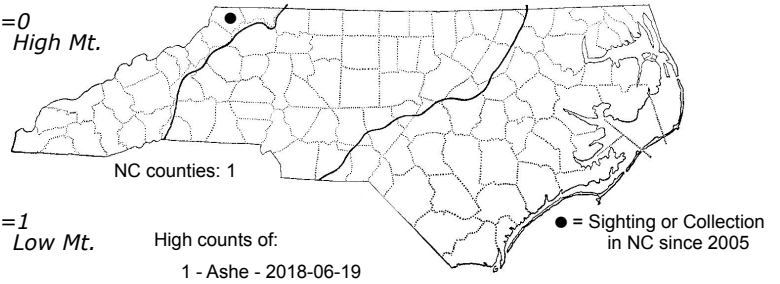 =0
High Mt.
NC counties: 1
=1
Low Mt.
High counts of:
1 - Ashe - 2018-06-19
● = Sighting or Collection
in NC since 2005